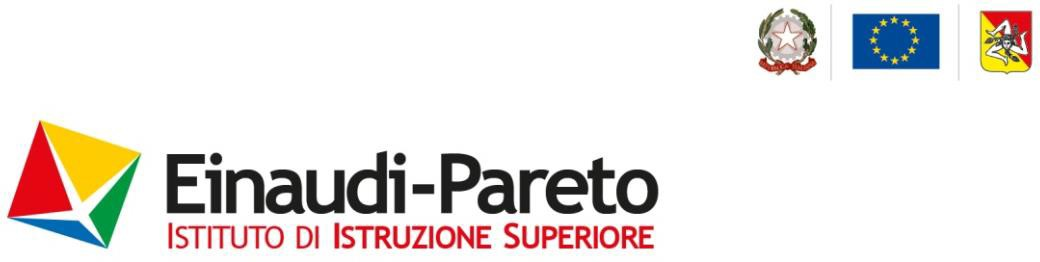 Einaudi-Pareto
ISTITUTO DI ISTRUZIONE SUPERIORE